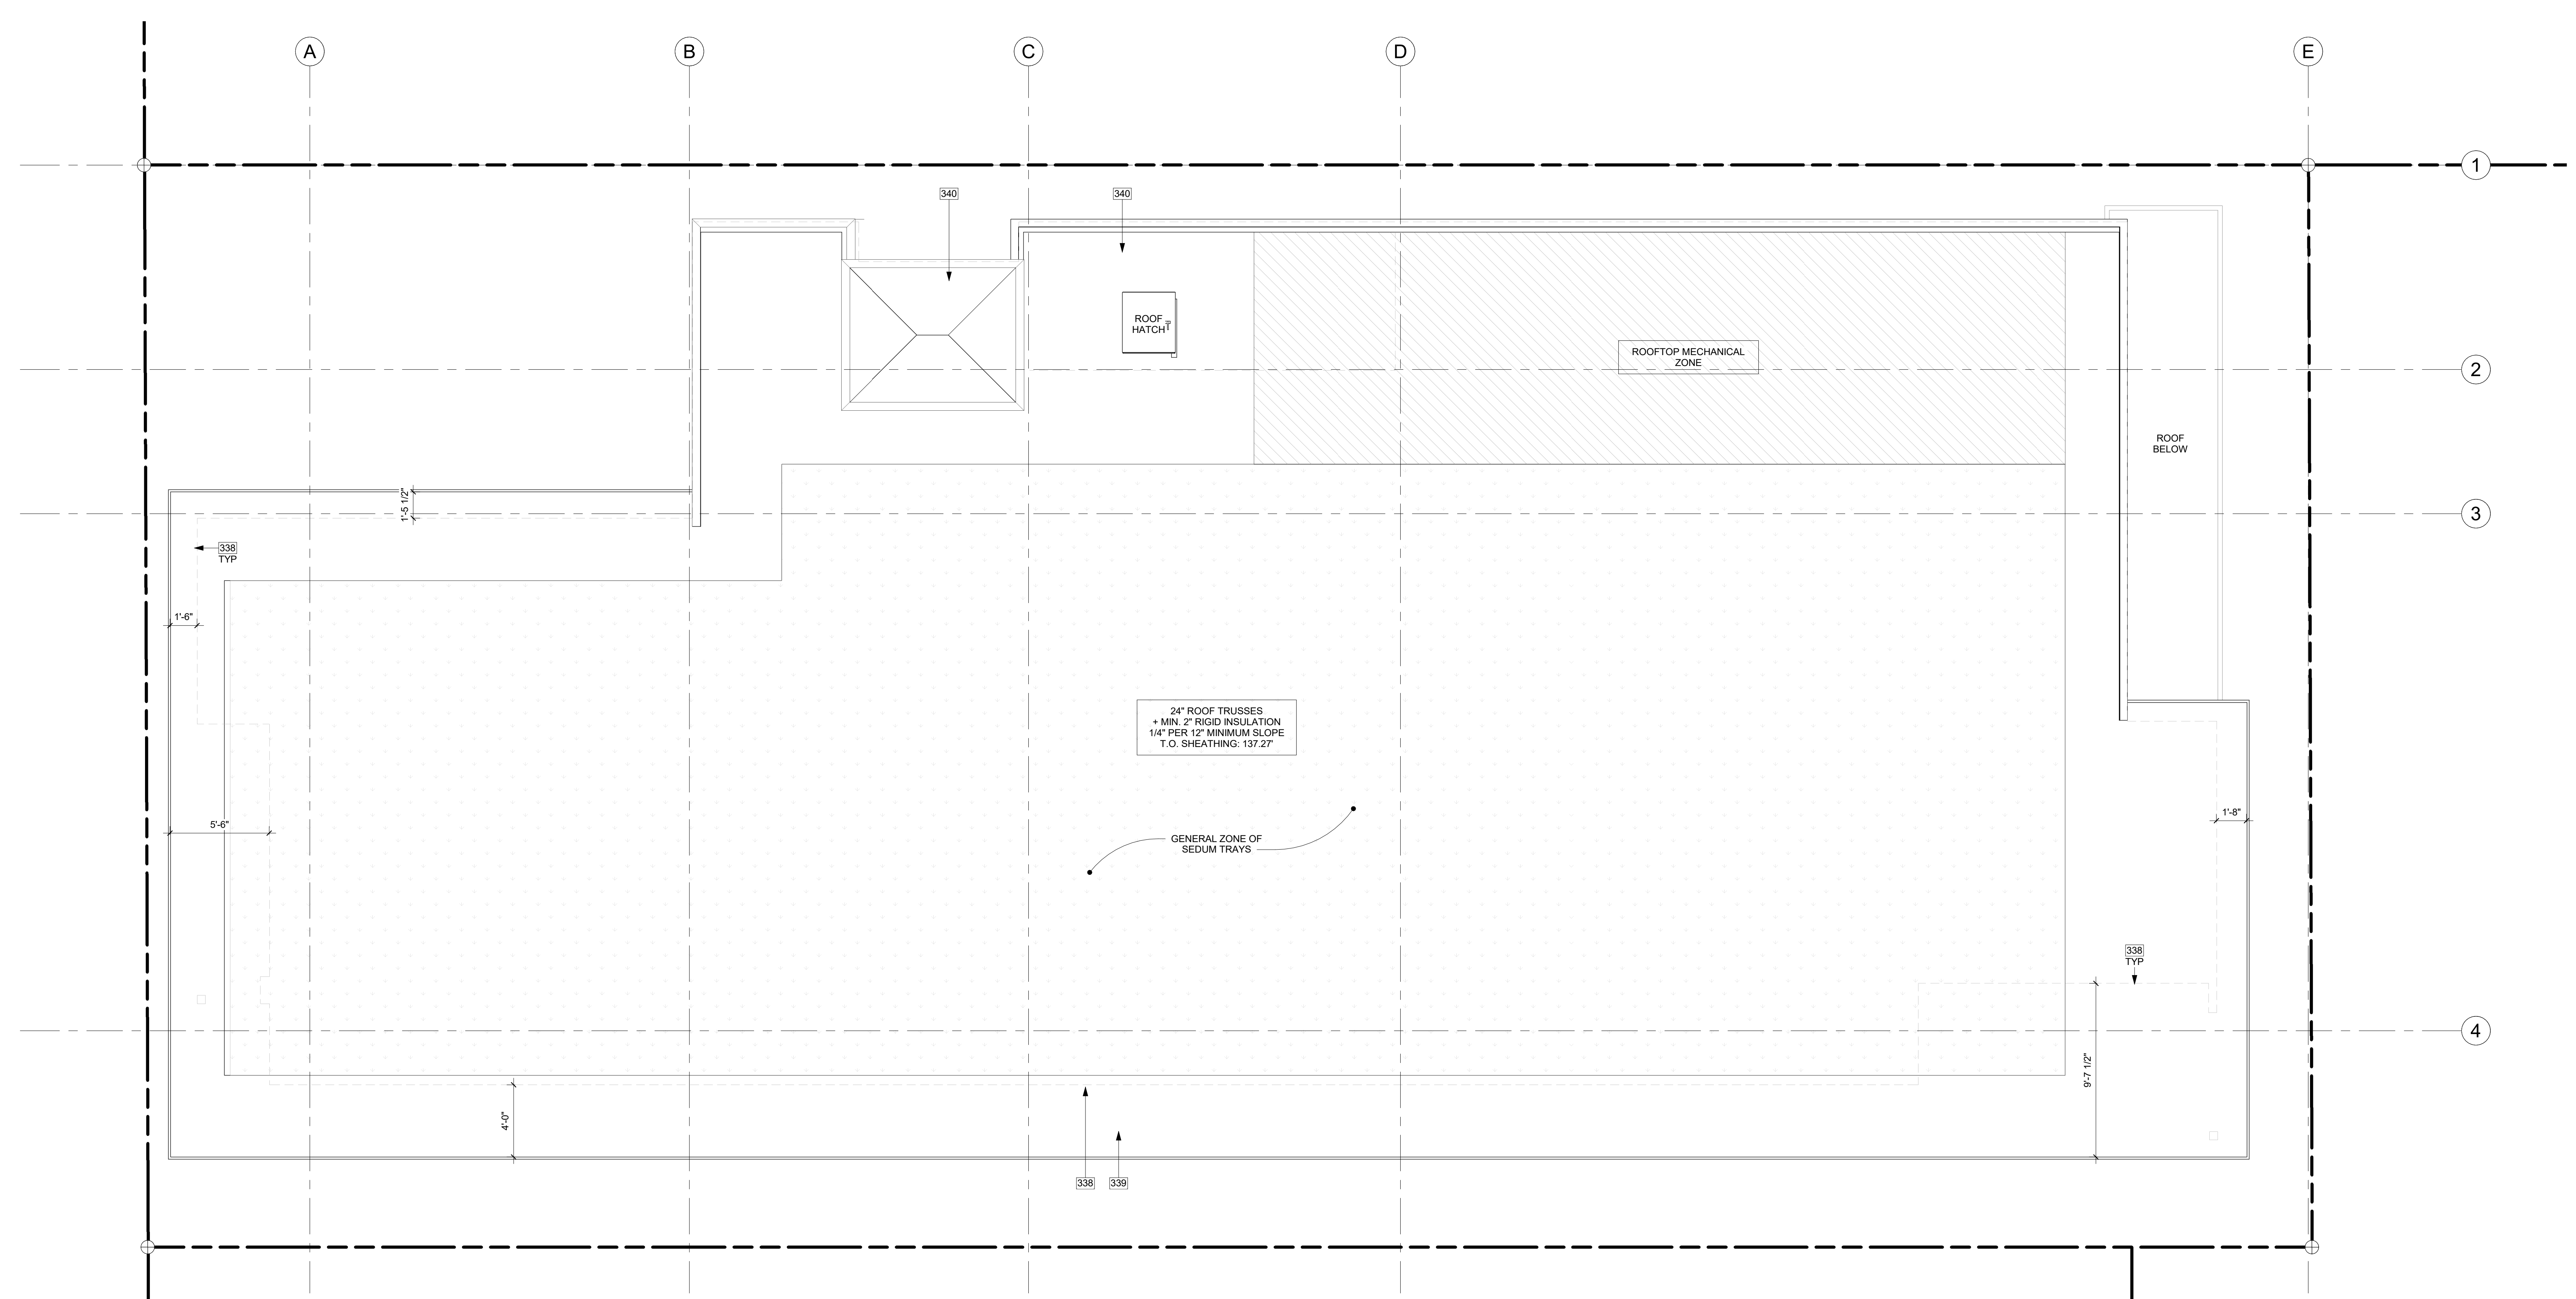 A
B
C
D
E
1
340
340
ROOF
HATCH
ROOFTOP MECHANICAL
ZONE
2
ROOF
BELOW
1'-5 1/2"
3
338
TYP
1'-6"
24" ROOF TRUSSES
+ MIN. 2" RIGID INSULATION
1/4" PER 12" MINIMUM SLOPE
T.O. SHEATHING: 137.27'
5'-6"
1'-8"
GENERAL ZONE OF
SEDUM TRAYS
338
TYP
4
9'-7 1/2"
4'-0"
338
339